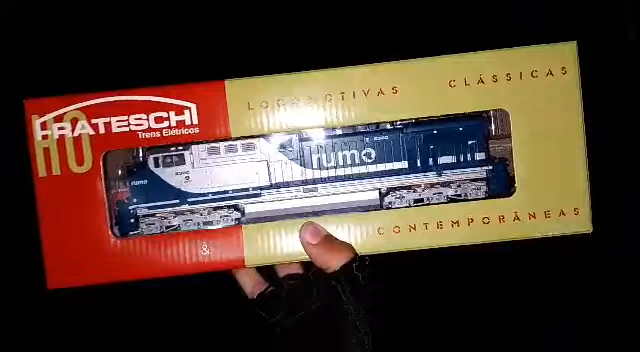 HO
FRATESCHI
Trens Elétricos
LOCOMOTIVAS CLÁSSICAS
rumo
rumo
& CONTEMPORÂNEAS